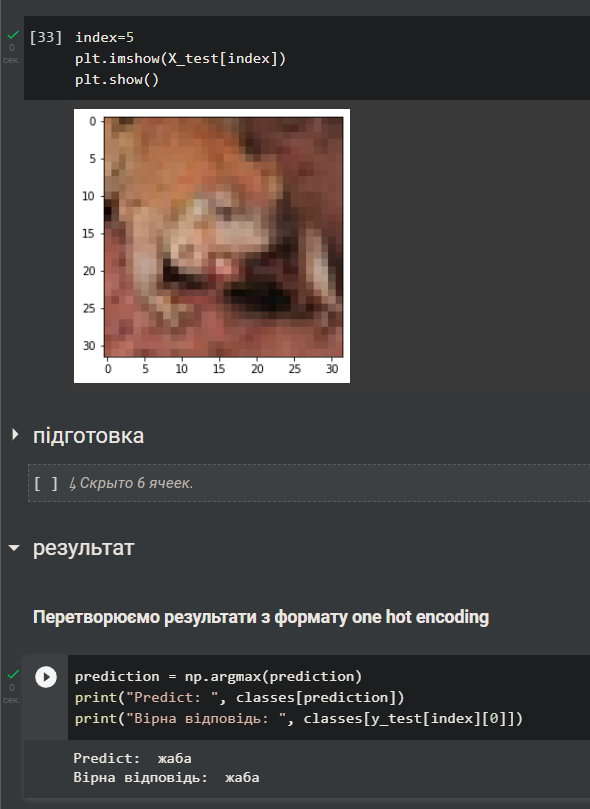 [33] index=5
plt.imshow(X_test[index])
plt.show()
0
сек.
0
5
10
15
20
25
30
0 5 10 15 20 25 30
підготовка
[ ] ↳ Скрыто 6 ячеек.
результат
Перетворюємо результати з формату one hot encoding
prediction = np.argmax(prediction)
print("Predict: ", classes[prediction])
print("Вірна відповідь: ", classes[y_test[index][0]])
0
сек.
Predict:  жаба
Вірна відповідь:  жаба